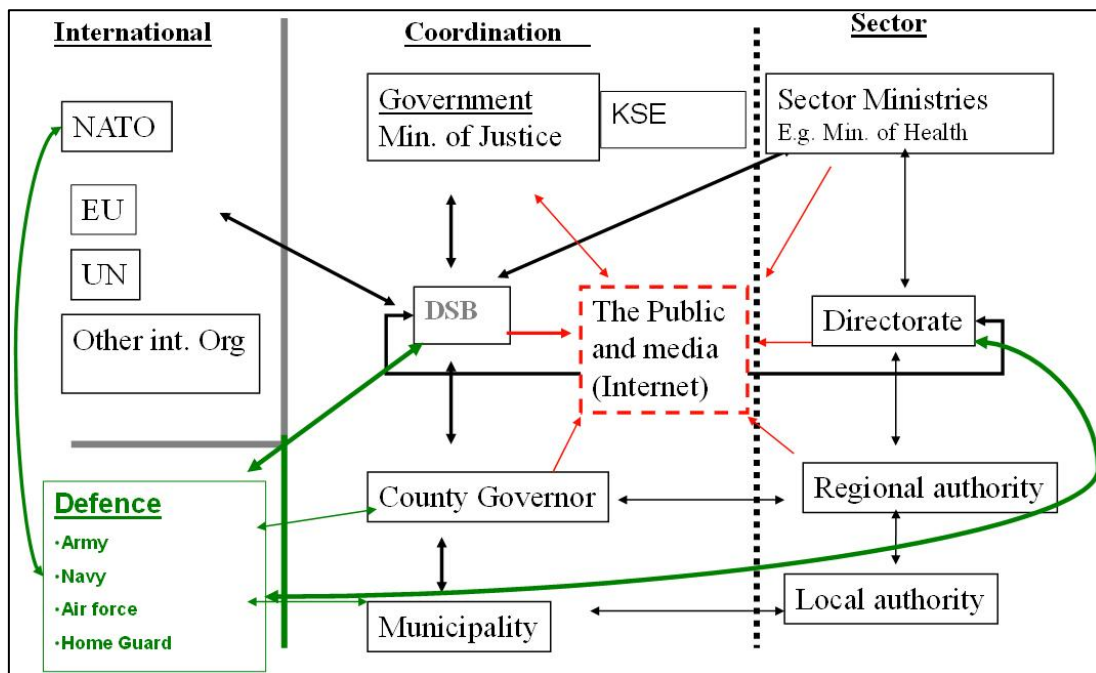 International
Coordination
Sector
NATO
EU
UN
Other int. Org
Defence
·Army
·Navy
·Air force
·Home Guard
Government
Min. of Justice
KSE
DSB
The Public
and media
(Internet)
County Governor
Municipality
Sector Ministries
E.g. Min. of Health
Directorate
Regional authority
Local authority